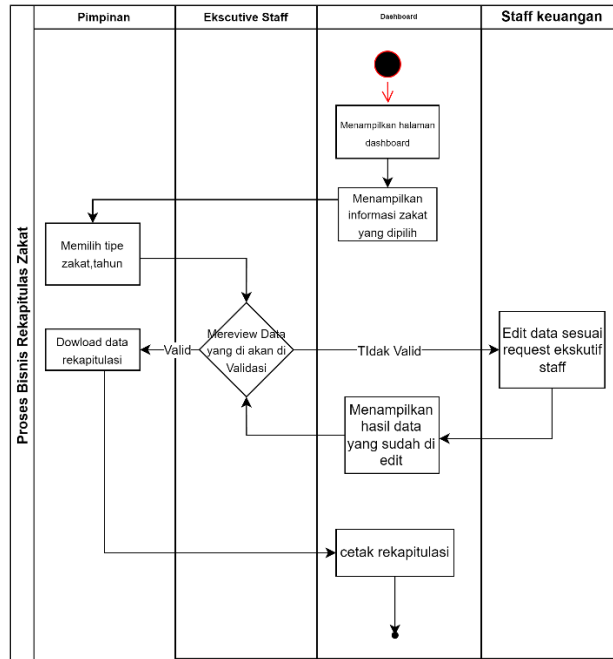 Pimpinan
Ekscutive Staff
Dashboard
Staff keuangan
Proses Bisnis Rekapitulas Zakat
Menampilkan halaman
dashboard
Menampilkan
informasi zakat
yang dipilih
Memilih tipe
zakat,tahun
Mereview Data
yang di akan di
Validasi
Valid
TIdak Valid
Dowload data
rekapitulasi
Edit data sesuai
request ekskutif
staff
Menampilkan
hasil data
yang sudah di
edit
cetak rekapitulasi